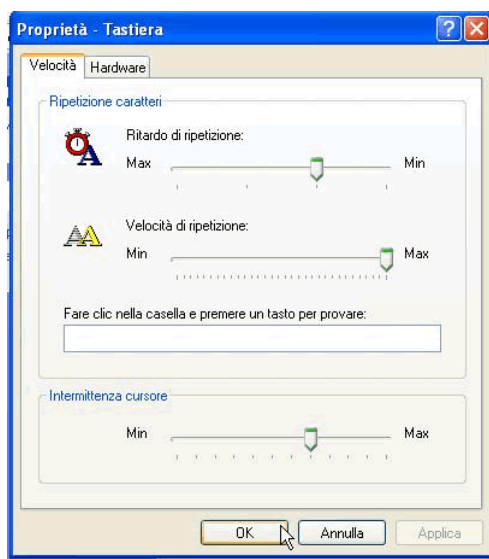 Proprietà - Tastiera
Velocità Hardware
Ripetizione caratteri
Ritardo di ripetizione:
Max Min
Velocità di ripetizione:
Min Max
Fare clic nella casella e premere un tasto per provare:
Intermittenza cursore
Min Max
OK Annulla Applica